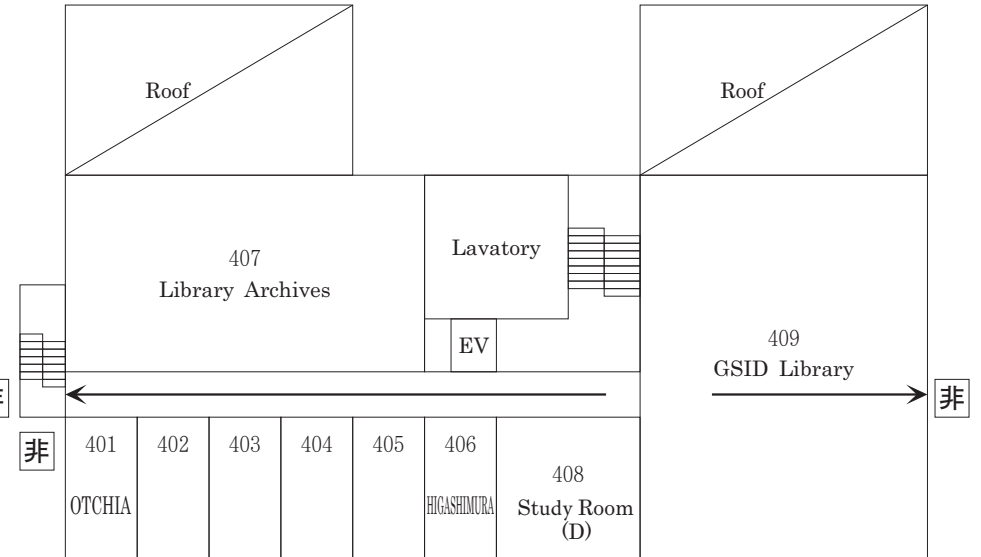 Roof
Roof
407
Library Archives
Lavatory
EV
409
GSID Library
非
非
401
402
403
404
405
406
408
OTCHIA
HIGASHIMURA
Study Room
(D)